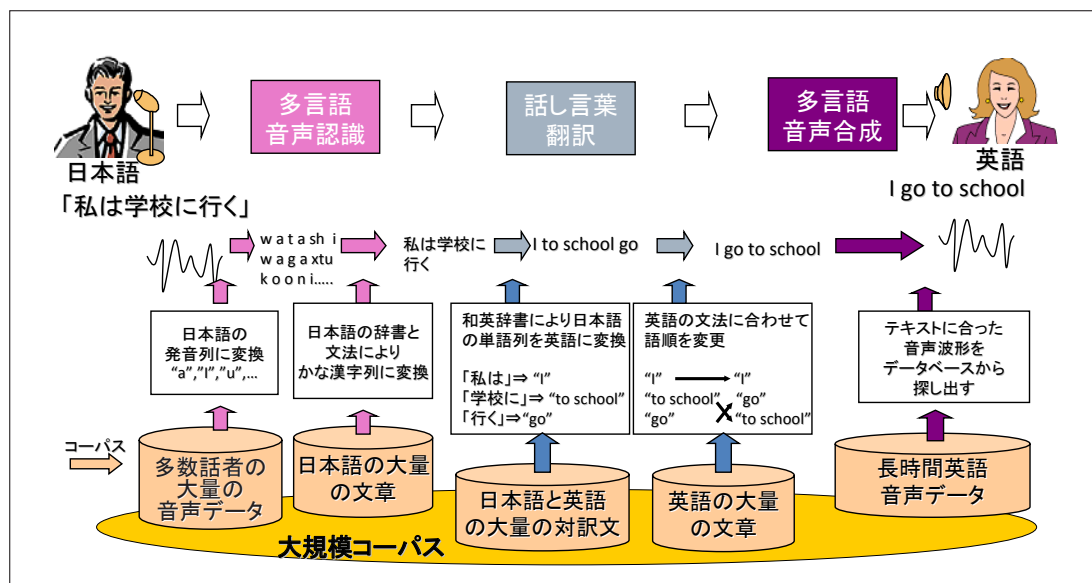 多言語
音声認識
話し言葉
翻訳
多言語
音声合成
日本語
「私は学校に行く」
英語
I go to school
w a t a sh i
w a g a xtu
k o o n i…..
私は学校に
行く
I to school go
I go to school
日本語の
発音列に変換
“a”,”I”,”u”,…
日本語の辞書と
文法により
かな漢字列に変換
和英辞書により日本語
の単語列を英語に変換
「私は」⇒ “I”
「学校に」⇒ “to school”
「行く」⇒“go”
英語の文法に合わせて
語順を変更
“I” “I”
“to school” “go”
“go” “to school”
テキストに合った
音声波形を
データベースから
探し出す
コーパス
多数話者の
大量の
音声データ
日本語の大量
の文章
日本語と英語
の大量の対訳文
英語の大量
の文章
長時間英語
音声データ
大規模コーパス